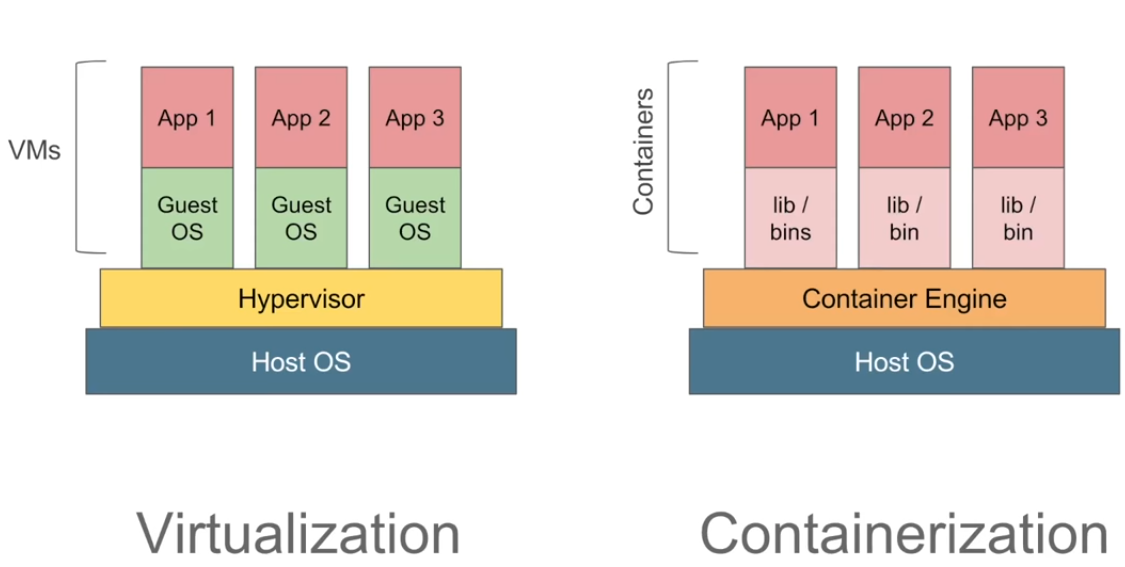 VMs
App 1
App 2
App 3
Guest
OS
Guest
OS
Guest
OS
Hypervisor
Host OS
Virtualization
Containers
App 1
App 2
App 3
lib /
bins
lib /
bin
lib /
bin
Container Engine
Host OS
Containerization